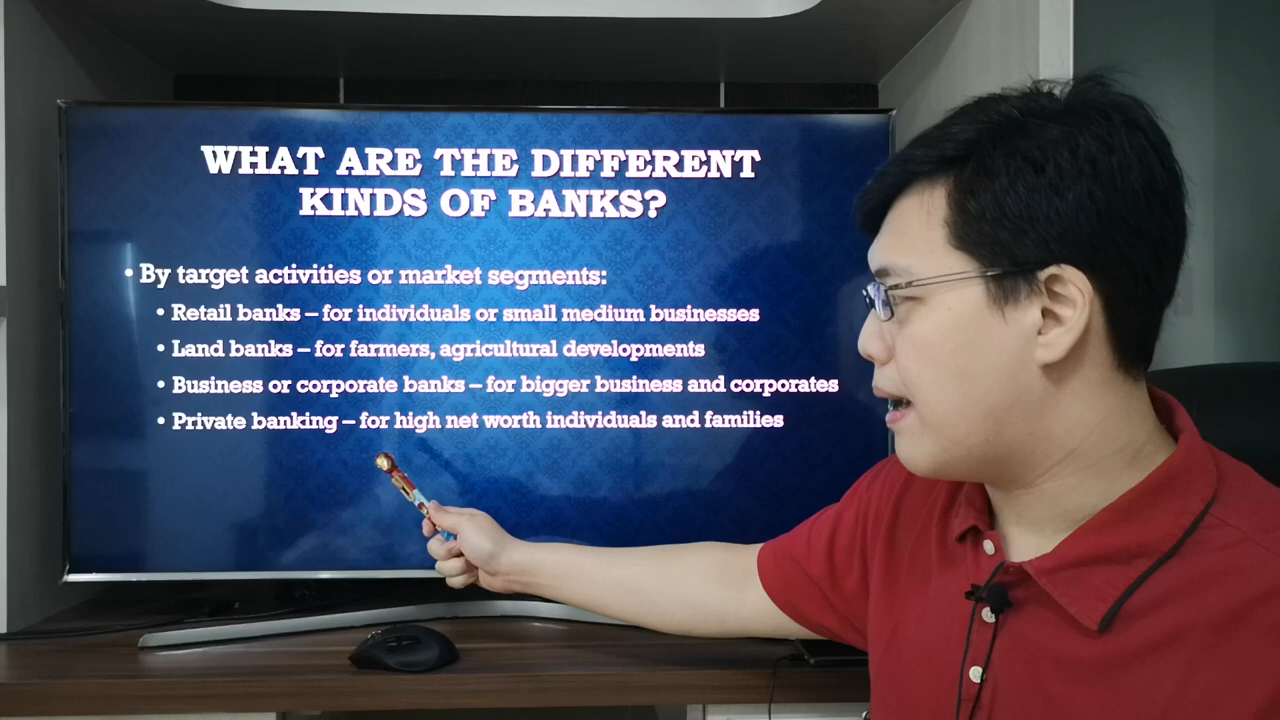 WHAT ARE THE DIFFERENT
KINDS OF BANKS?
• By target activities or market segments:
• Retail banks – for individuals or small medium businesses
• Land banks – for farmers, agricultural developments
• Business or corporate banks – for bigger business and corporates
• Private banking – for high net worth individuals and families